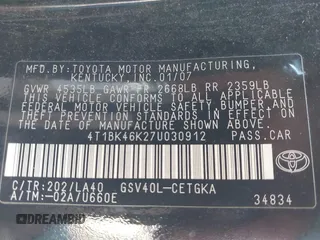 MFD. BY:TOYOTA MOTOR MANUFACTURING,
KENTUCKY,INC. 01/07
GVWR 4535LB GAWR FR 2668LB RR 2359LB
THIS VEHICLE CONFORMS TO ALL APPLICABLE
FEDERAL MOTOR VEHICLE SAFETY, BUMPER,
AND THEFT PREVENTION STANDARDS IN
EFFECT ON THE DATE OF MANUFACTURE
SHOWN ABOVE.
4T1BK46K27U030912 PASS.CAR
C/TR:202/LA40 GSV40L-CETGKA
A/TM:-02A/U660E
TOYOTA
34834